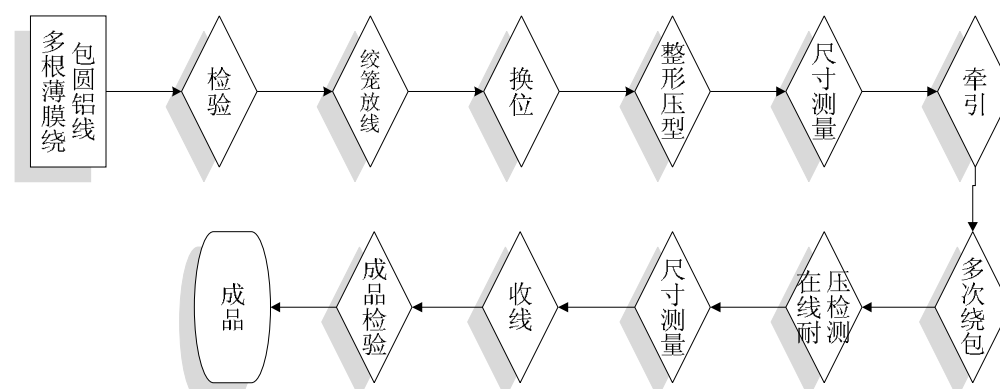 多根薄膜绕
包圆铝线
检验
绞笼放线
换位
整形压型
尺寸测量
牵引
多次绕包
在线耐
压检测
尺寸测量
收线
成品检验
成品